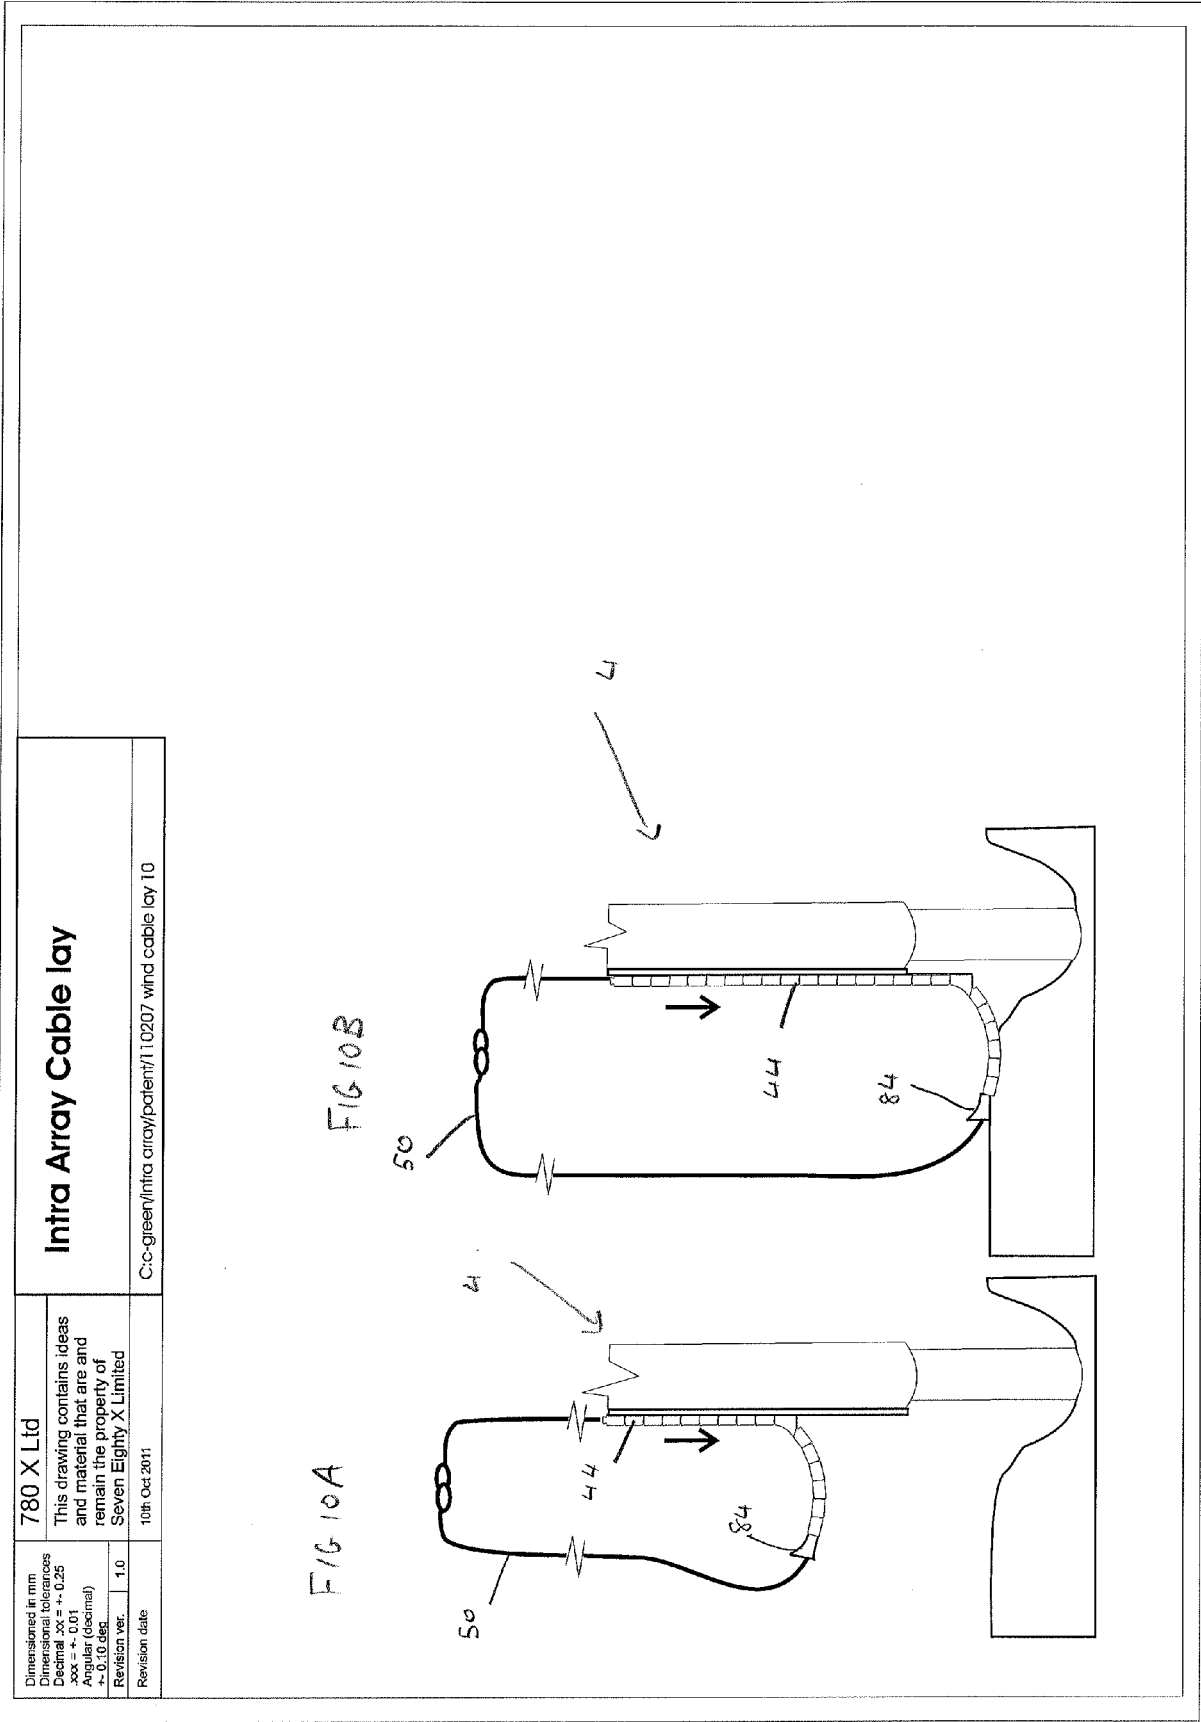 780 X Ltd
This drawing contains ideas
and material that are and
remain the property of
Seven Eighty X Limited
Intra Array Cable lay
Dimensioned in mm
Dimensional tolerances
Decimal .xx = +- 0.25
.xxx = +- 0.01
Angular (decimal)
+- 0.10 deg
Revision ver. 1.0
Revision date
10th Oct 2011
C:c-green/intra array/patent/110207 wind cable lay 10
FIG 10A
50
44
84
4
FIG 10B
50
44
84
4